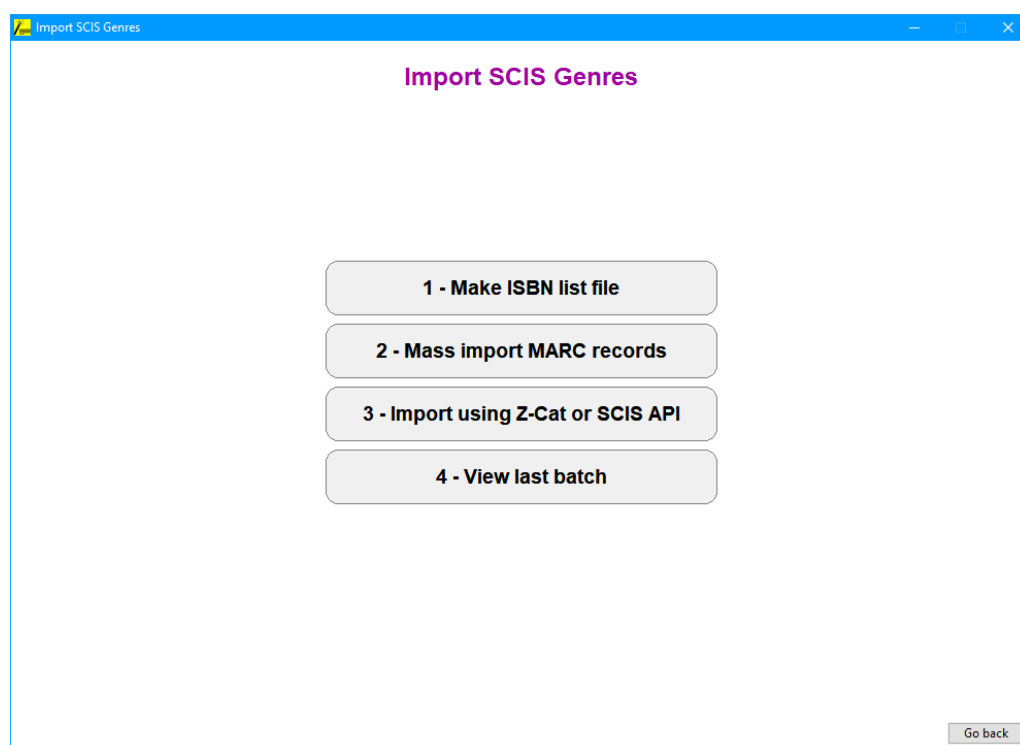 Import SCIS Genres
Import SCIS Genres
1 - Make ISBN list file
2 - Mass import MARC records
3 - Import using Z-Cat or SCIS API
4 - View last batch
Go back